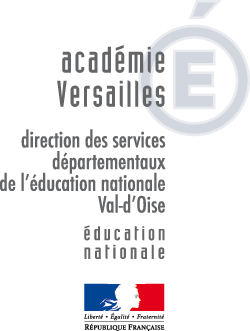 académie
Versailles
É
direction des services
départementaux
de l'éducation nationale
Val-d'Oise
éducation
nationale
Liberté • Égalité • Fraternité
RÉPUBLIQUE FRANÇAISE